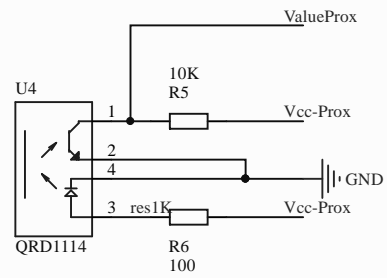 ValueProx
10K
R5
U4
1
Vcc-Prox
2
4
GND
3
res1K
Vcc-Prox
QRD1114
R6
100